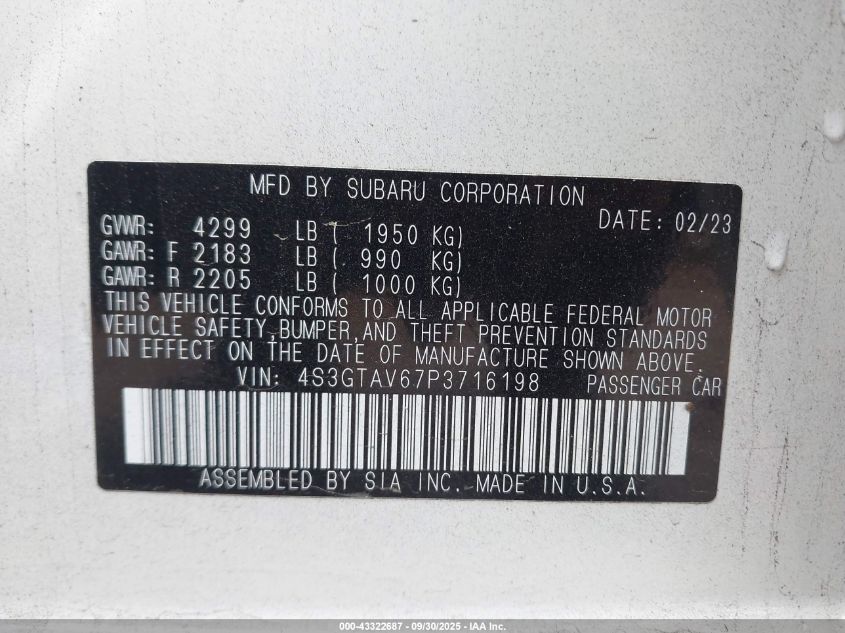 MFD BY SUBARU CORPORATION
DATE: 02/23
GVWR: 4299 LB ( 1950 KG)
GAWR: F 2183 LB ( 990 KG)
GAWR: R 2205 LB ( 1000 KG)
THIS VEHICLE CONFORMS TO ALL APPLICABLE FEDERAL MOTOR
VEHICLE SAFETY,BUMPER,AND THEFT PREVENTION STANDARDS
IN EFFECT ON THE DATE OF MANUFACTURE SHOWN ABOVE.
VIN: 4S3GTAV67P3716198 PASSENGER CAR
ASSEMBLED BY SIA INC. MADE IN U.S.A.
000-43322687 - 09/30/2025 - IAA Inc.